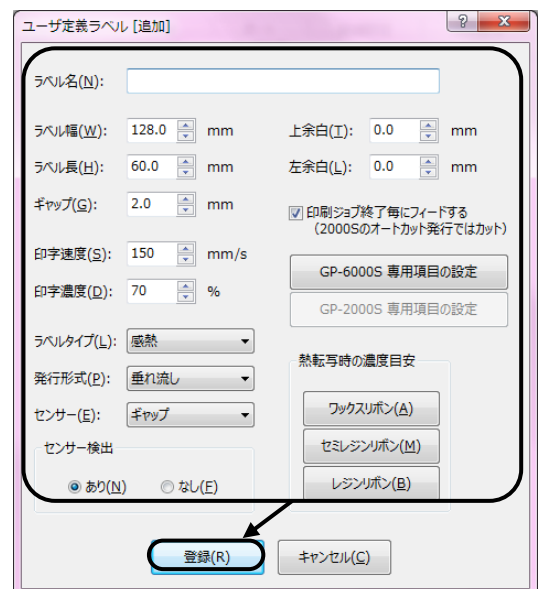 ユーザ定義ラベル [追加]
?
ラベル名(N):
ラベル幅(W): 128.0 mm 上余白(T): 0.0 mm
ラベル長(H): 60.0 mm 左余白(L): 0.0 mm
ギャップ(G): 2.0 mm
印刷ジョブ終了毎にフィードする
(2000Sのオートカット発行ではカット)
印字速度(S): 150 mm/s
GP-6000S 専用項目の設定
印字濃度(D): 70 %
GP-2000S 専用項目の設定
ラベルタイプ(L): 感熱
熱転写時の濃度目安
発行形式(P): 垂れ流し
ワックスリボン(A)
センサー(E): ギャップ
セミレジンリボン(M)
センサー検出
レジンリボン(B)
あり(N) なし(F)
登録(R) キャンセル(C)